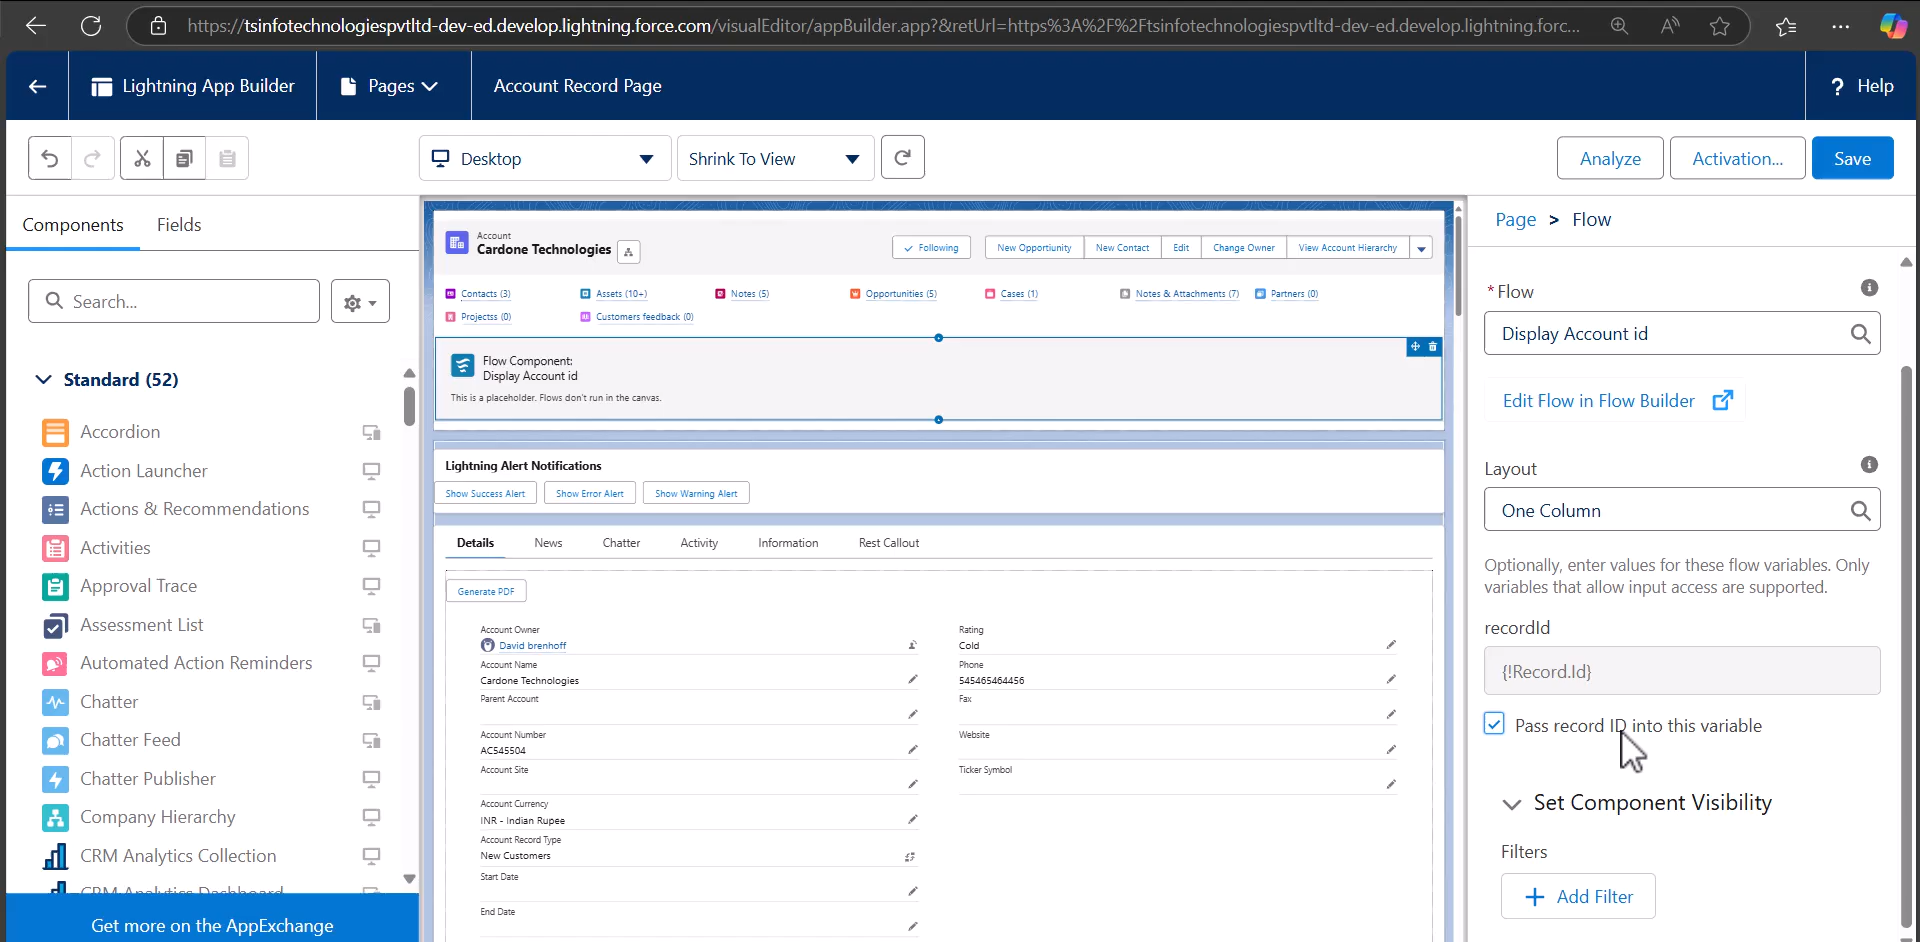 https://tsinfotechnologiespvtltd-dev-ed.develop.lightning.force.com/visualEditor/appBuilder.app?&retUrl=https%3A%2F%2Ftsinfotechnologiespvtltd-dev-ed.develop.lightning.forc...
Lightning App Builder
Pages
Account Record Page
? Help
Desktop
Shrink To View
Analyze
Activation...
Save
Components
Fields
Search...
Standard (52)
Accordion
Action Launcher
Actions & Recommendations
Activities
Approval Trace
Assessment List
Automated Action Reminders
Chatter
Chatter Feed
Chatter Publisher
Company Hierarchy
CRM Analytics Collection
CRM Analytics Dashboard
Get more on the AppExchange
Account
Cardone Technologies
Following
New Opportunity
New Contact
Edit
Change Owner
View Account Hierarchy
Contacts (3)
Assets (10+)
Notes (5)
Opportunities (5)
Cases (1)
Notes & Attachments (7)
Partners (0)
Projectss (0)
Customers feedback (0)
Flow Component:
Display Account id
This is a placeholder. Flows don't run in the canvas.
Lightning Alert Notifications
Show Success Alert
Show Error Alert
Show Warning Alert
Details
News
Chatter
Activity
Information
Rest Callout
Generate PDF
Account Owner
David brenhoff
Rating
Cold
Account Name
Cardone Technologies
Phone
545465464456
Parent Account
Fax
Account Number
AC545504
Website
Account Site
Ticker Symbol
Account Currency
INR - Indian Rupee
Account Record Type
New Customers
Start Date
End Date
Page > Flow
* Flow
Display Account id
Edit Flow in Flow Builder
Layout
One Column
Optionally, enter values for these flow variables. Only
variables that allow input access are supported.
recordId
{!Record.Id}
Pass record ID into this variable
Set Component Visibility
Filters
+ Add Filter